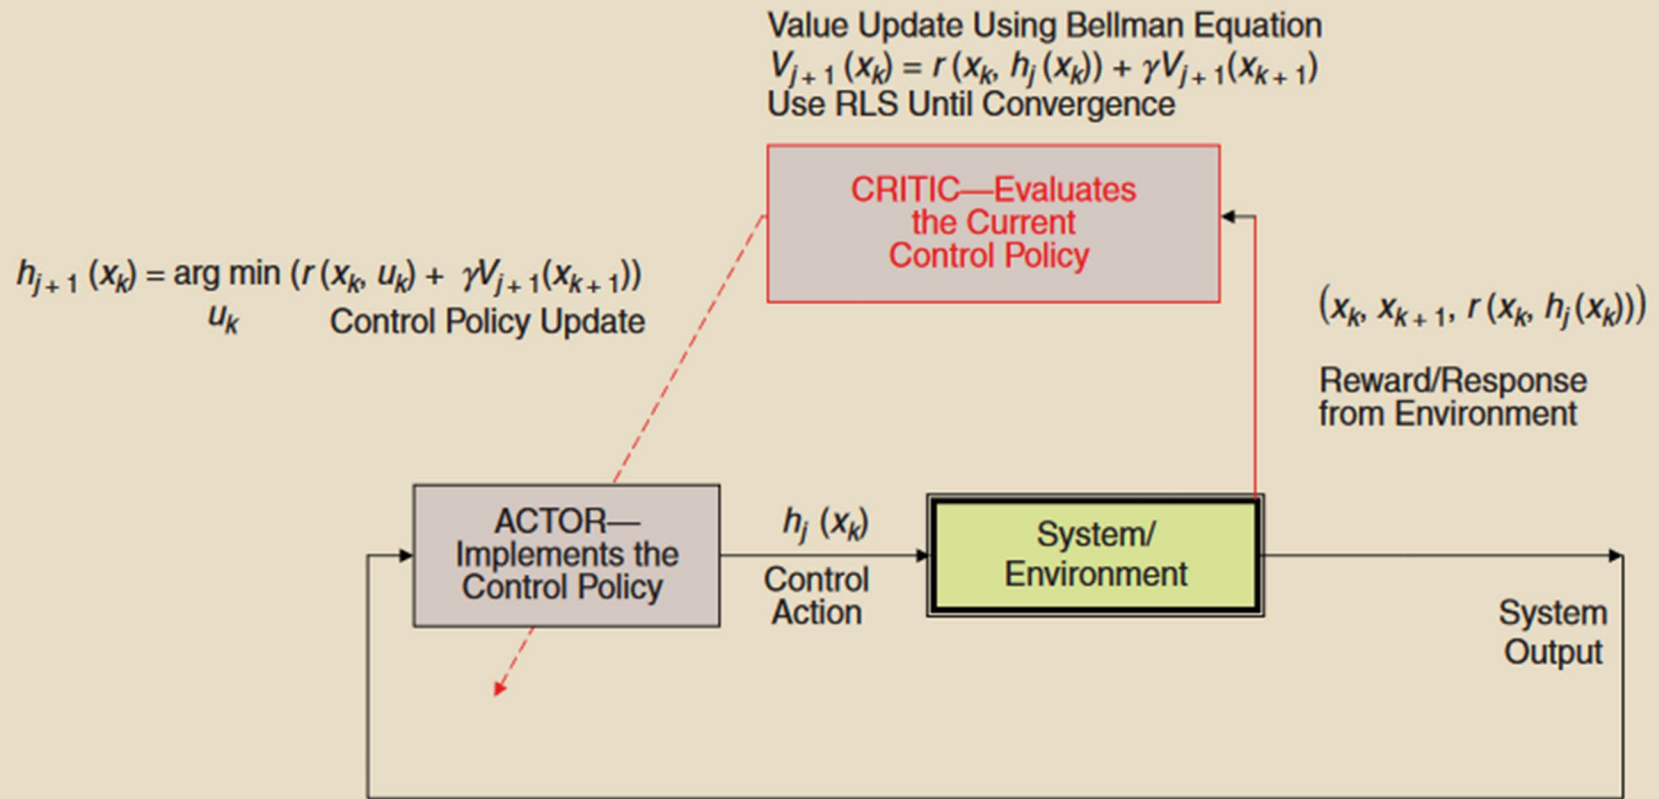 Value Update Using Bellman Equation
V_{j+1}(x_k) = r(x_k, h_j(x_k)) + γV_{j+1}(x_{k+1})
Use RLS Until Convergence
CRITIC—Evaluates
the Current
Control Policy
h_{j+1}(x_k) = arg min (r(x_k, u_k) + γV_{j+1}(x_{k+1}))
u_k
Control Policy Update
(x_k, x_{k+1}, r(x_k, h_j(x_k)))
Reward/Response
from Environment
ACTOR—
Implements the
Control Policy
h_j (x_k)
Control
Action
System/
Environment
System
Output